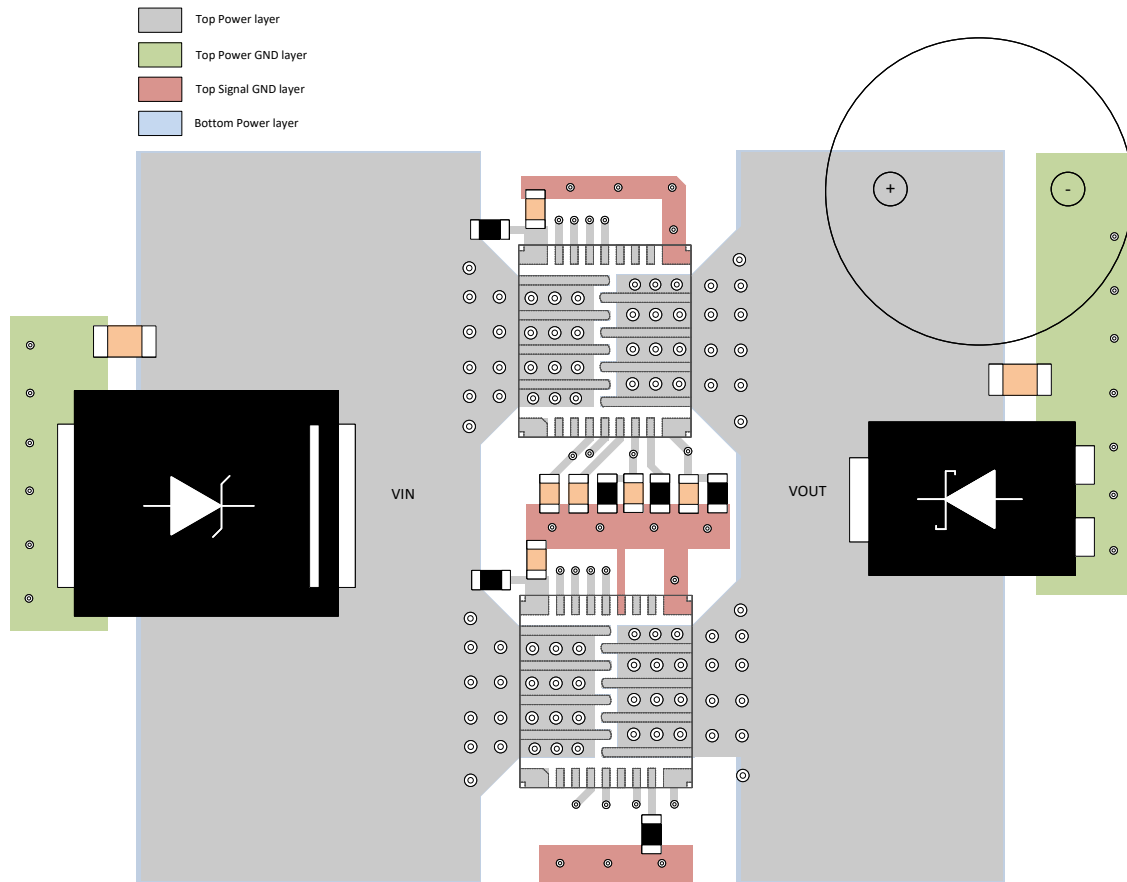 Top Power layer
Top Power GND layer
Top Signal GND layer
Bottom Power layer
+
-
VIN
VOUT